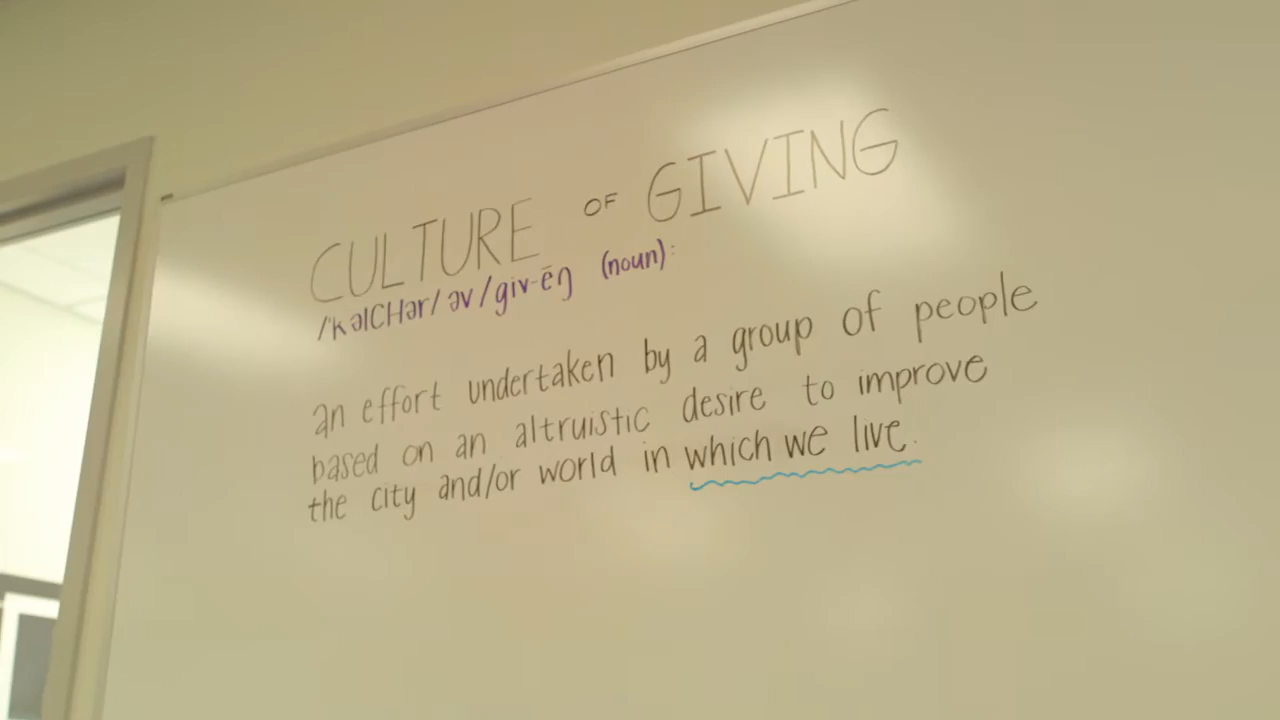 CULTURE OF GIVING
/'kəlCHər/əv/giv-ēŋ (noun):
an effort undertaken by a group of people
based on an altruistic desire to improve
the city and/or world in which we live.